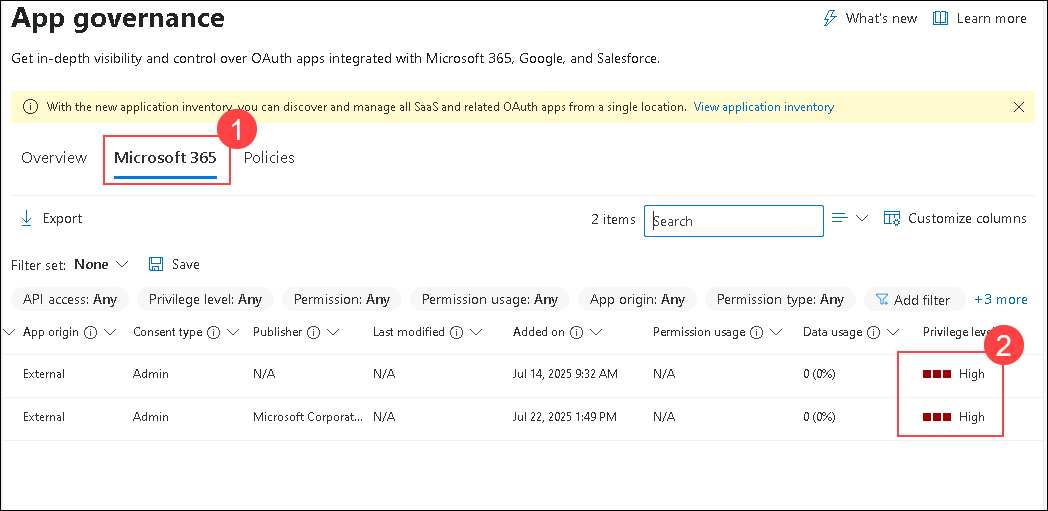 App governance
What's new
Learn more
Get in-depth visibility and control over OAuth apps integrated with Microsoft 365, Google, and Salesforce.
With the new application inventory, you can discover and manage all SaaS and related OAuth apps from a single location. View application inventory
1
Overview Microsoft 365 Policies
Export 2 items Search Customize columns
Filter set: None Save
API access: Any Privilege level: Any Permission: Any Permission usage: Any App origin: Any Permission type: Any Add filter +3 more
App origin Consent type Publisher Last modified Added on Permission usage Data usage Privilege level
2
External Admin N/A N/A Jul 14, 2025 9:32 AM N/A 0 (0%) High
External Admin Microsoft Corporat... N/A Jul 22, 2025 1:49 PM N/A 0 (0%) High